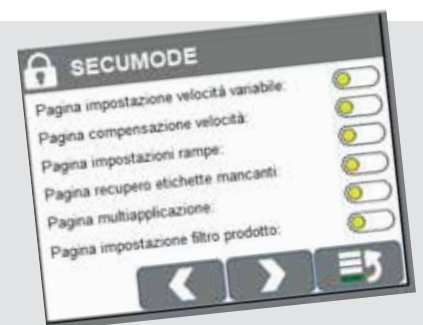 SECUMODE
Pagina impostazione velocità variabile:
Pagina compensazione velocità:
Pagina impostazioni rampe:
Pagina recupero etichette mancanti:
Pagina multiapplicazione:
Pagina impostazione filtro prodotto: